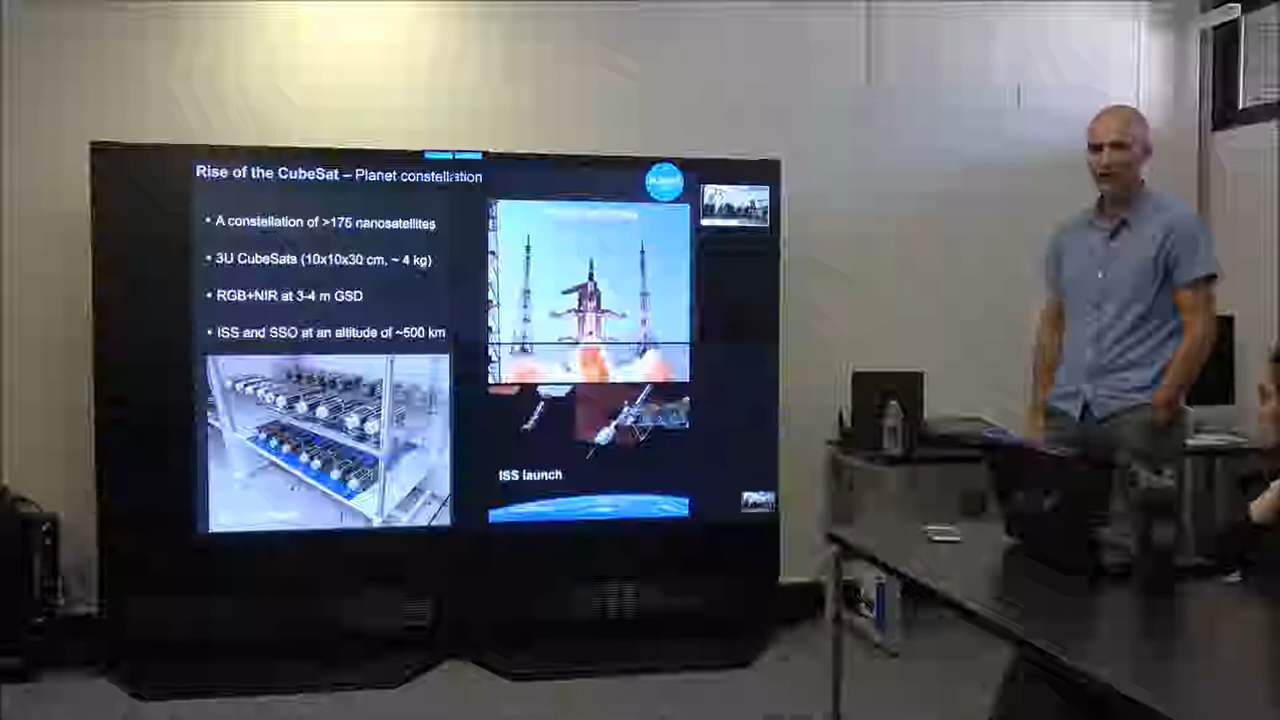 Rise of the CubeSat – Planet constellation
• A constellation of >175 nanosatellites
• 3U CubeSats (10x10x30 cm, ~ 4 kg)
• RGB+NIR at 3-4 m GSD
• ISS and SSO at an altitude of ~500 km
ISS launch